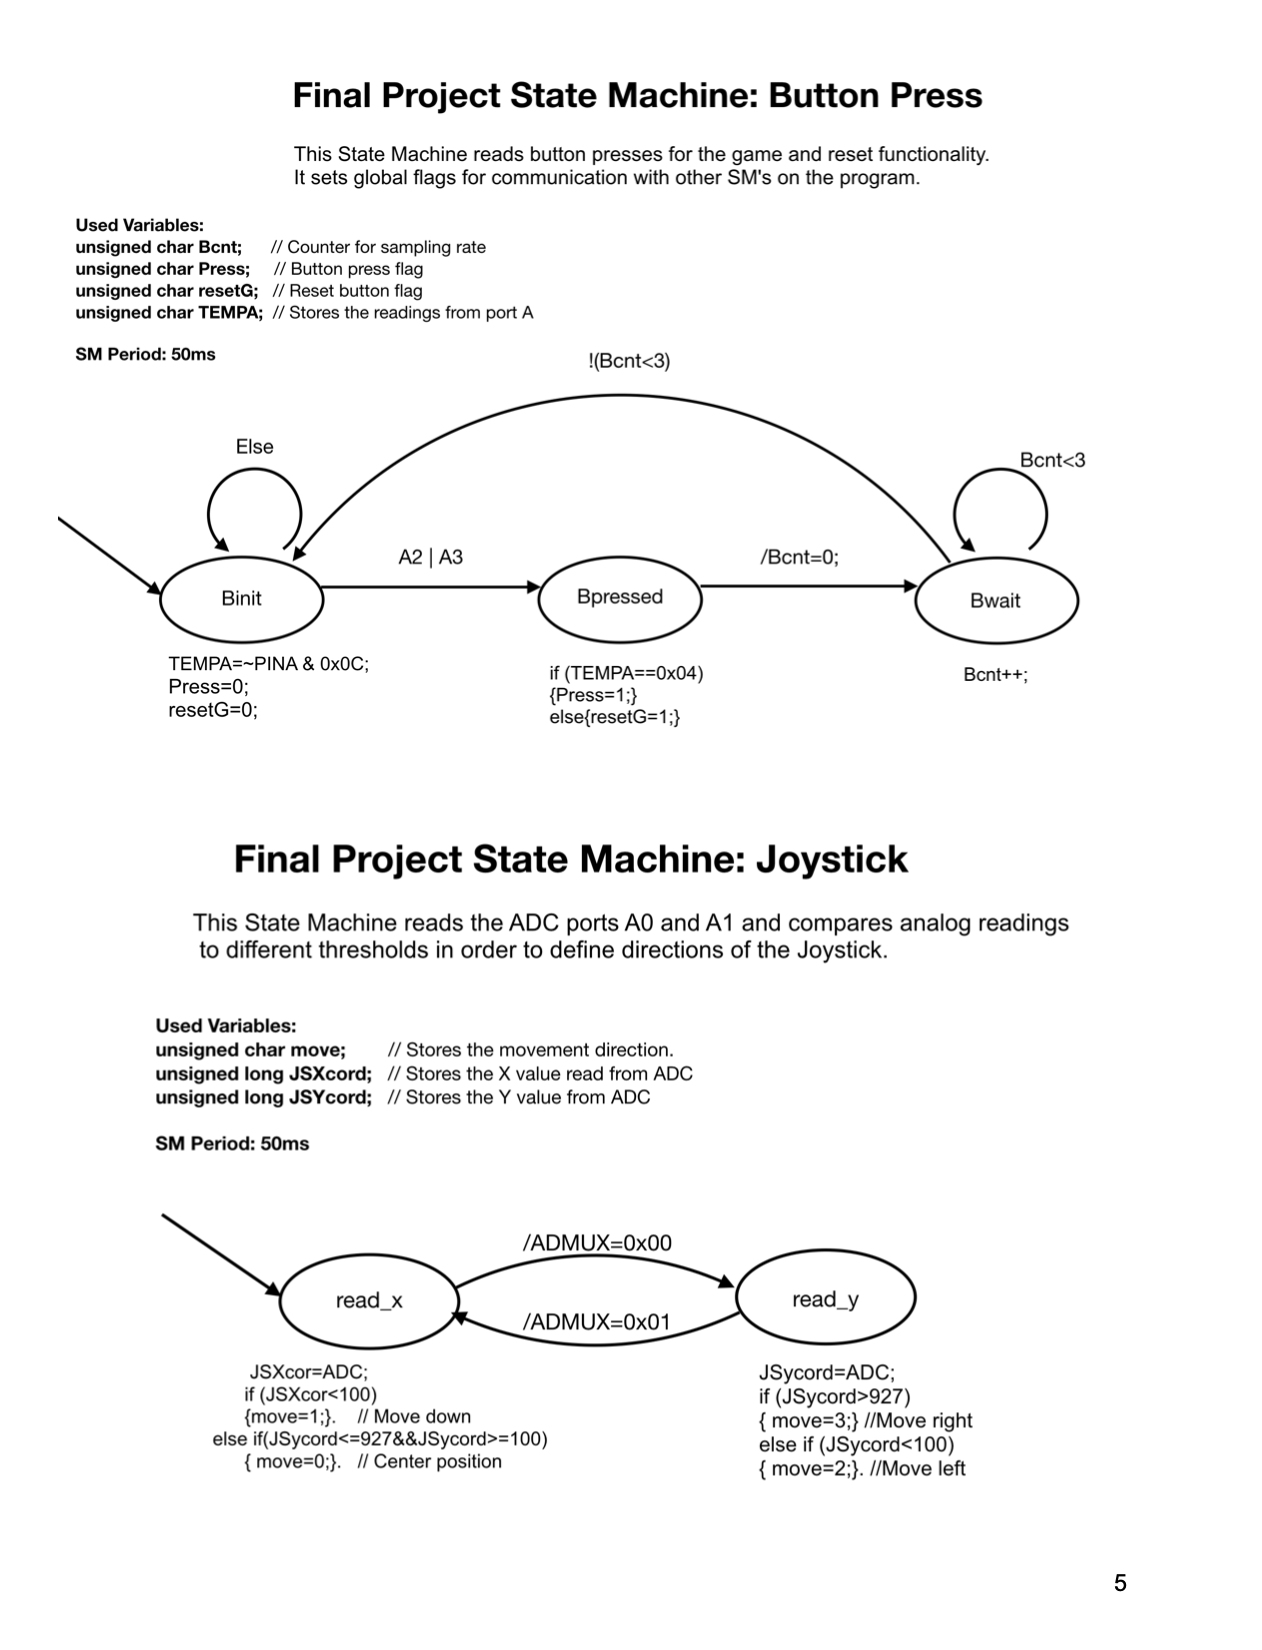 Final Project State Machine: Button Press
This State Machine reads button presses for the game and reset functionality.
It sets global flags for communication with other SM's on the program.
Used Variables:
unsigned char Bcnt; // Counter for sampling rate
unsigned char Press; // Button press flag
unsigned char resetG; // Reset button flag
unsigned char TEMPA; // Stores the readings from port A
SM Period: 50ms
!(Bcnt<3)
Else
Bcnt<3
A2 | A3
/Bcnt=0;
Binit
Bpressed
Bwait
TEMPA=~PINA & 0x0C;
Press=0;
resetG=0;
if (TEMPA==0x04)
{Press=1;}
else{resetG=1;}
Bcnt++;
Final Project State Machine: Joystick
This State Machine reads the ADC ports A0 and A1 and compares analog readings
to different thresholds in order to define directions of the Joystick.
Used Variables:
unsigned char move; // Stores the movement direction.
unsigned long JSXcord; // Stores the X value read from ADC
unsigned long JSYcord; // Stores the Y value from ADC
SM Period: 50ms
/ADMUX=0x00
read_x
read_y
/ADMUX=0x01
JSXcor=ADC;
if (JSXcor<100)
{move=1;}. // Move down
else if(JSycord<=927&&JSycord>=100)
{ move=0;}. // Center position
JSycord=ADC;
if (JSycord>927)
{ move=3;} //Move right
else if (JSycord<100)
{ move=2;}. //Move left
5